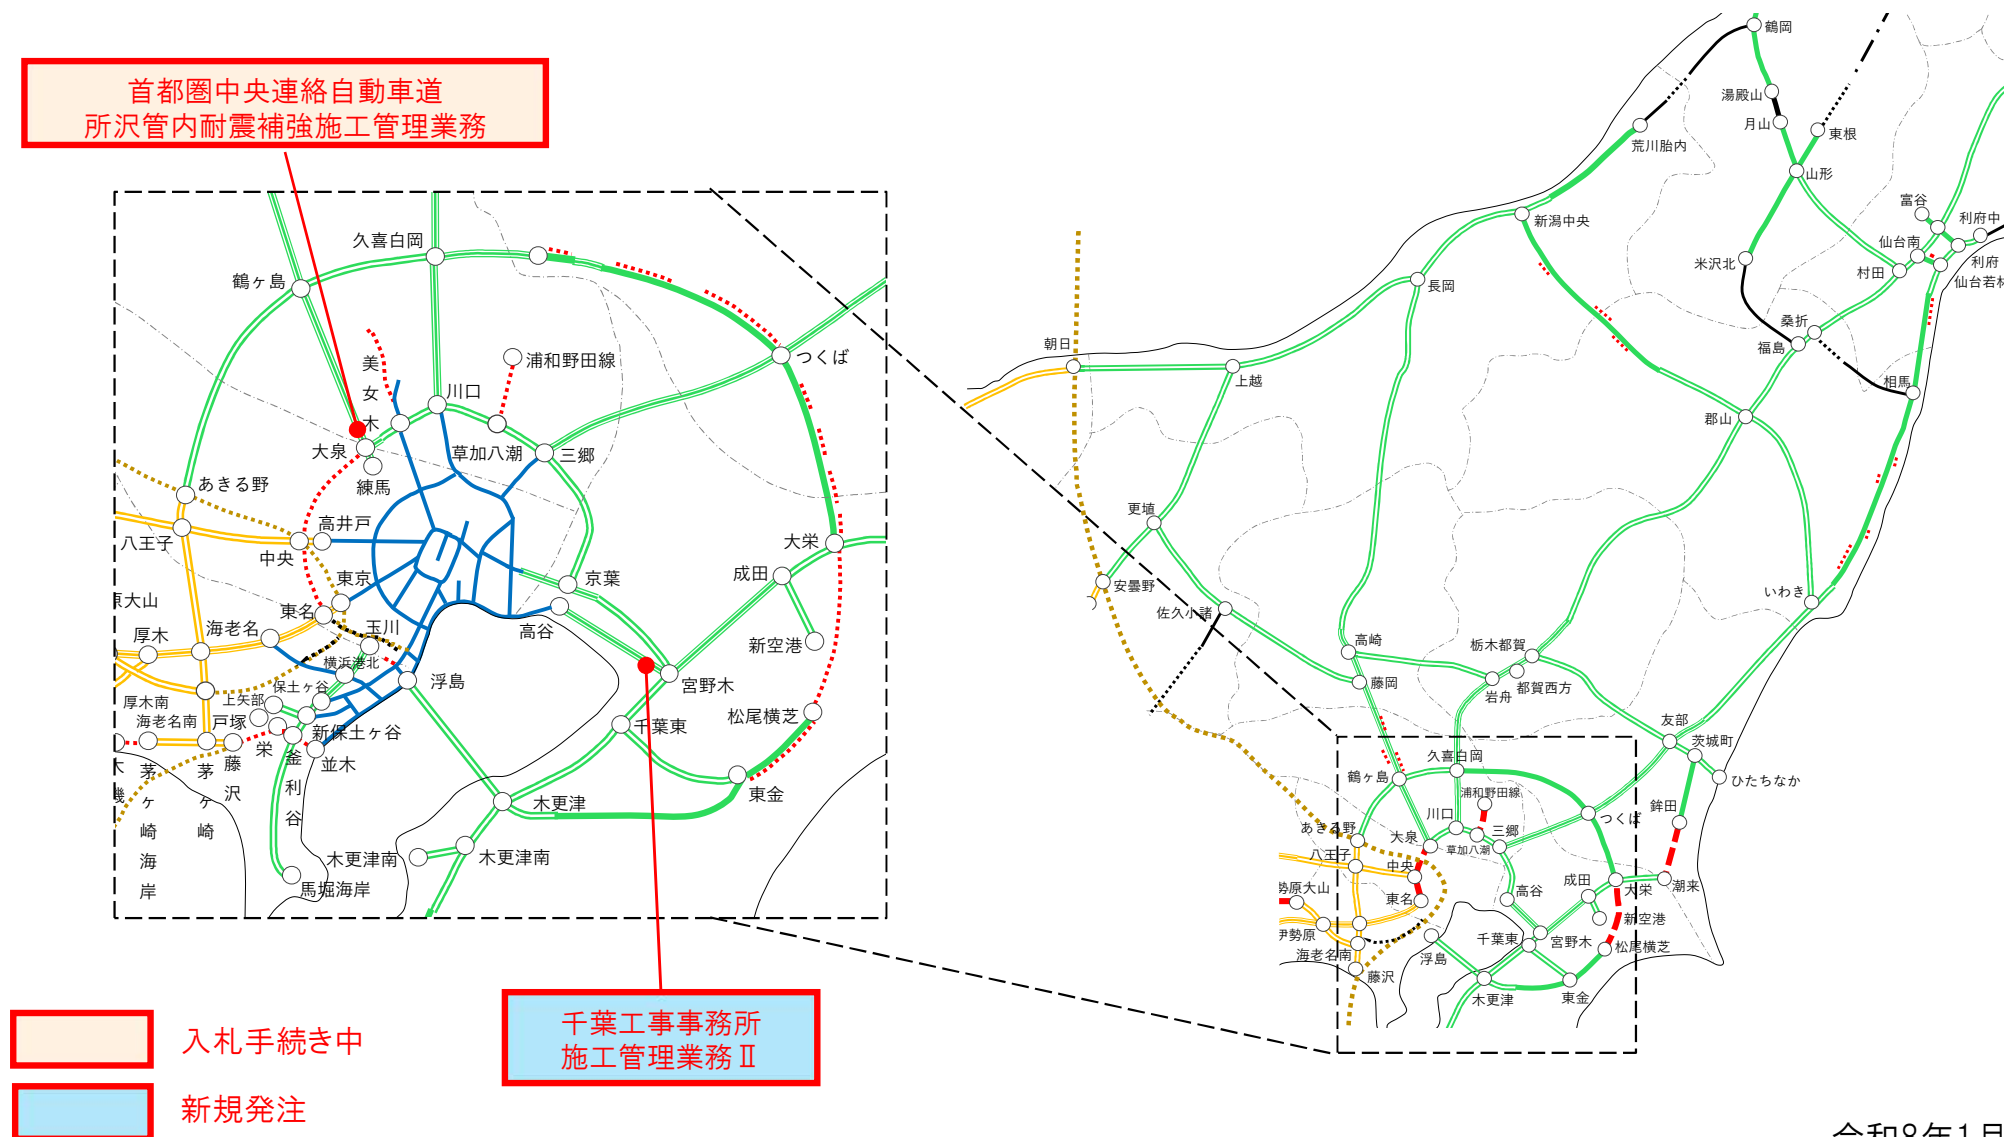 首都圏中央連絡自動車道
所沢管内耐震補強施工管理業務
久喜白岡
鶴ヶ島
美女木
浦和野田線
つくば
川口
大泉
草加八潮
三郷
練馬
あきる野
高井戸
八王子
中央
大栄
東京
京葉
成田
大山
東名
厚木
海老名
玉川
高谷
新空港
横浜港北
浮島
宮野木
保土ヶ谷
上矢部
厚木南
海老名南
戸塚
千葉東
松尾横芝
栄
新保土ヶ谷
釜利谷
並木
藤沢
茅ヶ崎
茅ヶ崎海岸
磯
東金
木更津
木更津南
木更津南
馬堀海岸
千葉工事事務所
施工管理業務Ⅱ
入札手続き中
新規発注
鶴岡
湯殿山
月山
東根
荒川胎内
山形
富谷
利府中
新潟中央
仙台南
利府
米沢北
村田
仙台若林
長岡
桑折
福島
朝日
上越
相馬
郡山
更埴
安曇野
佐久小諸
いわき
高崎
栃木都賀
藤岡
岩舟
都賀西方
友部
茨城町
久喜白岡
鶴ヶ島
ひたちなか
浦和野田線
鉾田
川口
つくば
あきる野
大泉
三郷
草加八潮
八王子
中央
成田
潮来
勢原大山
東名
高谷
大栄
新空港
伊勢原
千葉東
宮野木
松尾横芝
海老名南
浮島
藤沢
木更津
東金
令和8年1月